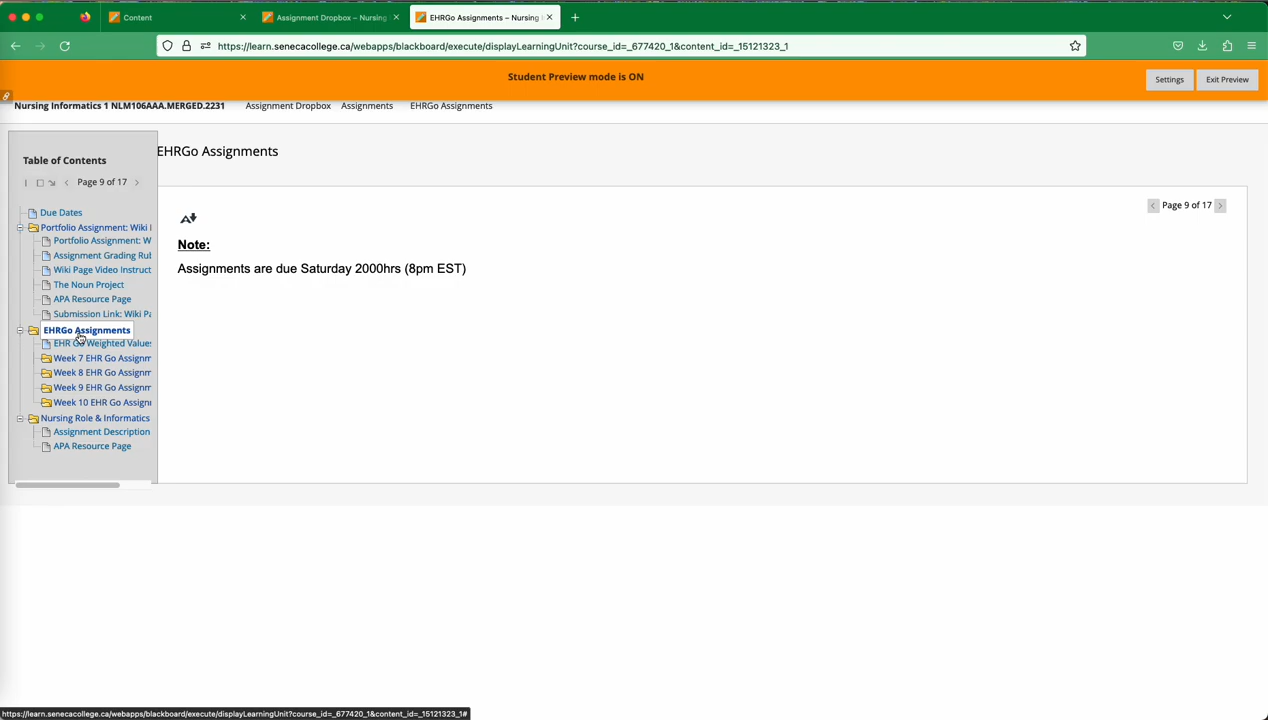 Content
Assignment Dropbox – Nursing
EHRGo Assignments – Nursing
https://learn.senecacollege.ca/webapps/blackboard/execute/displayLearningUnit?course_id=_677420_1&content_id=_15121323_1
Student Preview mode is ON
Settings
Exit Preview
Nursing Informatics 1 NLM106AAA.MERGED.2231 Assignment Dropbox Assignments EHRGo Assignments
EHRGo Assignments
Table of Contents
Page 9 of 17
Due Dates
Portfolio Assignment: Wiki
Portfolio Assignment: W
Assignment Grading Rub
Wiki Page Video Instruct
The Noun Project
APA Resource Page
Submission Link: Wiki Pa
EHRGo Assignments
EHR Go Weighted Values
Week 7 EHR Go Assignm
Week 8 EHR Go Assignm
Week 9 EHR Go Assignm
Week 10 EHR Go Assign
Nursing Role & Informatics
Assignment Description
APA Resource Page
Page 9 of 17
Note:
Assignments are due Saturday 2000hrs (8pm EST)
https://learn.senecacollege.ca/webapps/blackboard/execute/displayLearningUnit?course_id=_677420_1&content_id=_15121323_1#